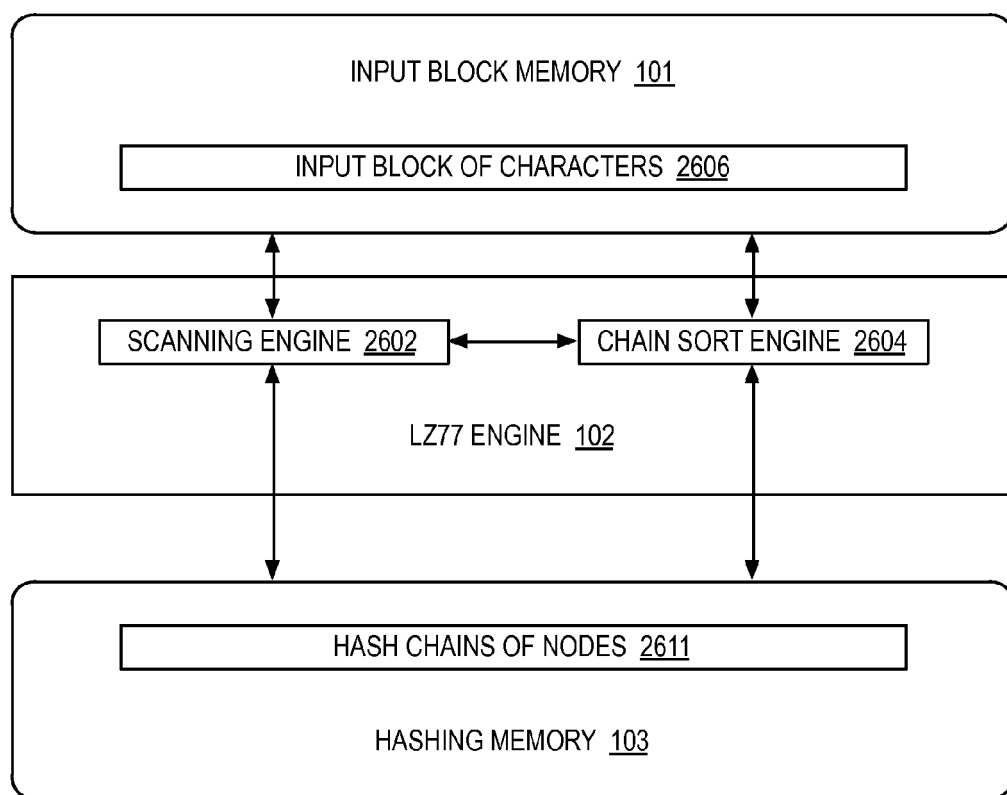 INPUT BLOCK MEMORY 101
INPUT BLOCK OF CHARACTERS 2606
SCANNING ENGINE 2602
CHAIN SORT ENGINE 2604
LZ77 ENGINE 102
HASH CHAINS OF NODES 2611
HASHING MEMORY 103